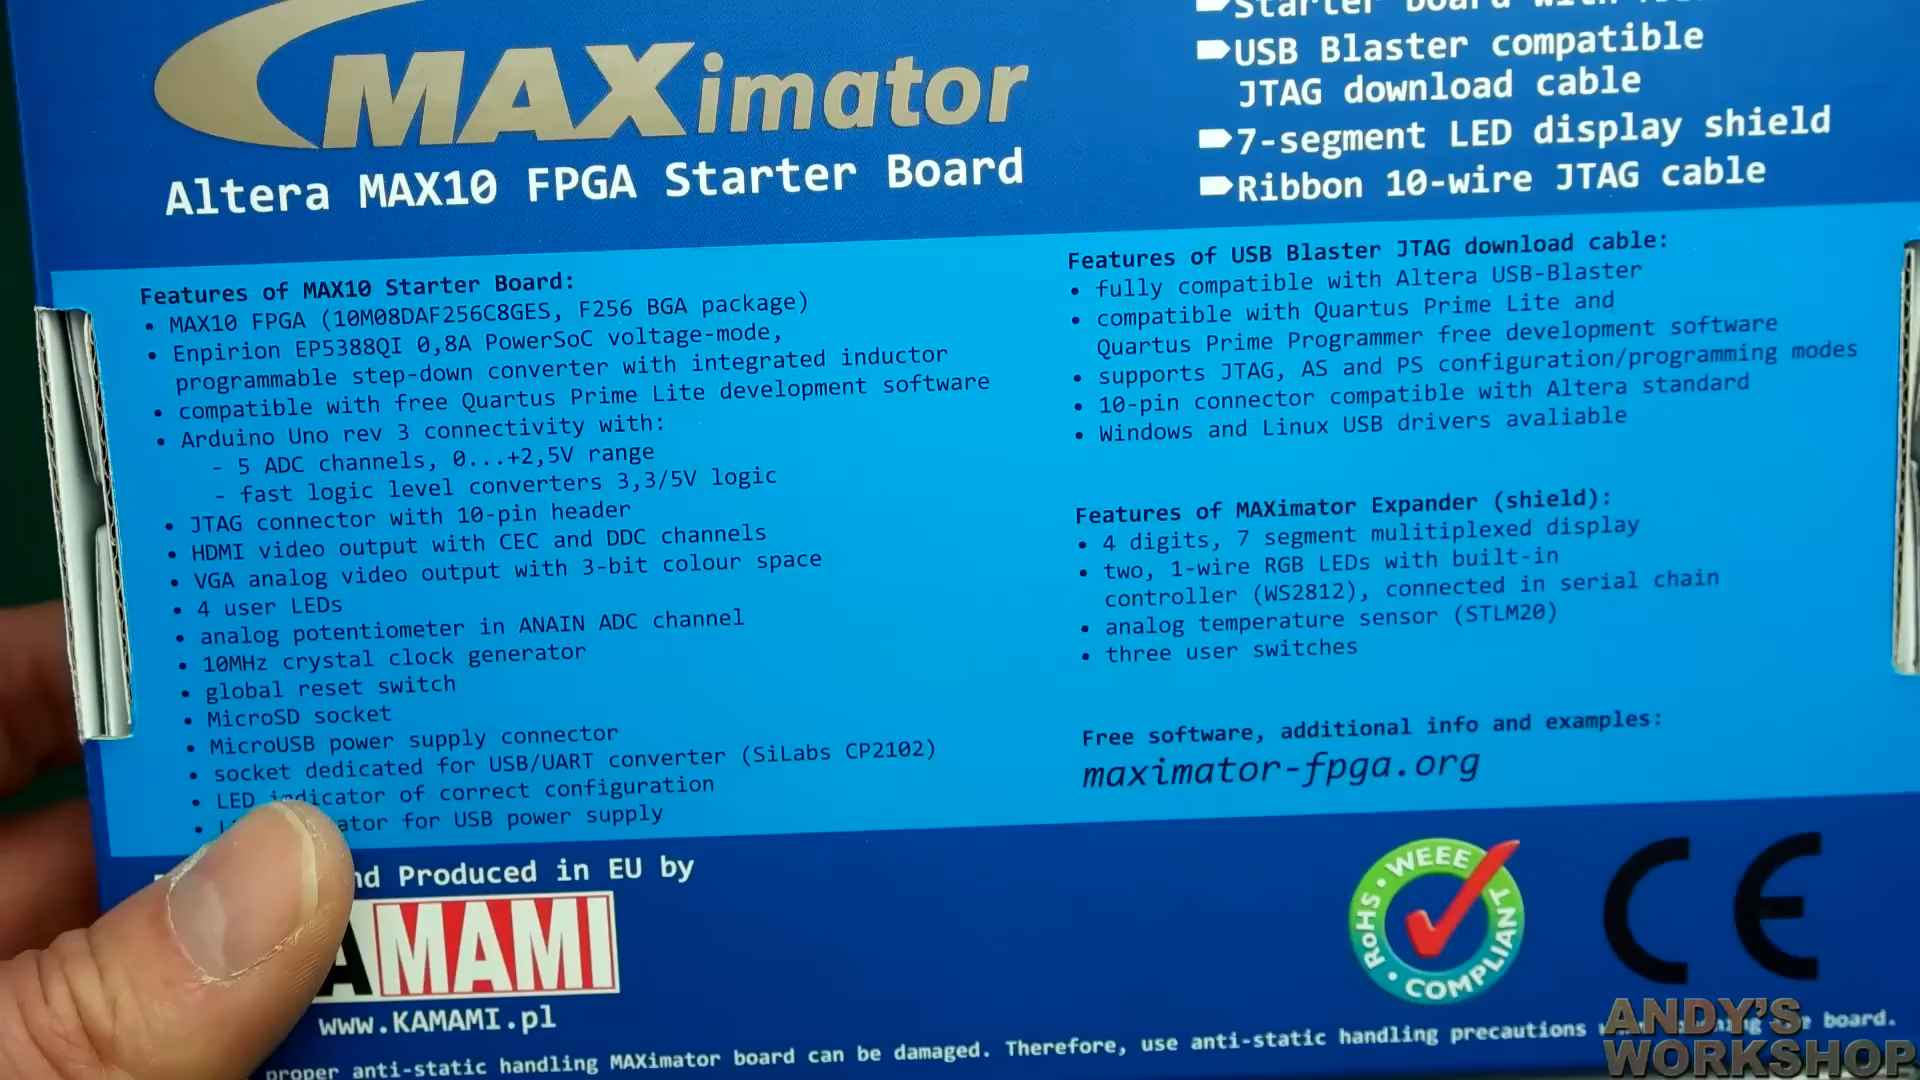 MAXimator
Altera MAX10 FPGA Starter Board
Starter Board with
USB Blaster compatible
JTAG download cable
7-segment LED display shield
Ribbon 10-wire JTAG cable
Features of MAX10 Starter Board:
• MAX10 FPGA (10M08DAF256C8GES, F256 BGA package)
• Enpirion EP5388QI 0,8A PowerSoC voltage-mode,
programmable step-down converter with integrated inductor
• compatible with free Quartus Prime Lite development software
• Arduino Uno rev 3 connectivity with:
- 5 ADC channels, 0...+2,5V range
- fast logic level converters 3,3/5V logic
• JTAG connector with 10-pin header
• HDMI video output with CEC and DDC channels
• VGA analog video output with 3-bit colour space
• 4 user LEDs
• analog potentiometer in ANAIN ADC channel
• 10MHz crystal clock generator
• global reset switch
• MicroSD socket
• MicroUSB power supply connector
• socket dedicated for USB/UART converter (SiLabs CP2102)
• LED indicator of correct configuration
• for USB power supply
Features of USB Blaster JTAG download cable:
• fully compatible with Altera USB-Blaster
• compatible with Quartus Prime Lite and
Quartus Prime Programmer free development software
• supports JTAG, AS and PS configuration/programming modes
• 10-pin connector compatible with Altera standard
• Windows and Linux USB drivers avaliable
Features of MAXimator Expander (shield):
• 4 digits, 7 segment mulitiplexed display
• two, 1-wire RGB LEDs with built-in
controller (WS2812), connected in serial chain
• analog temperature sensor (STLM20)
• three user switches
Free software, additional info and examples:
maximator-fpga.org
Produced in EU by
KAMAMI
www.KAMAMI.pl
RoHS • WEEE
COMPLIANT
CE
proper anti-static handling MAXimator board can be damaged. Therefore, use anti-static handling precautions board.
ANDY'S
WORKSHOP